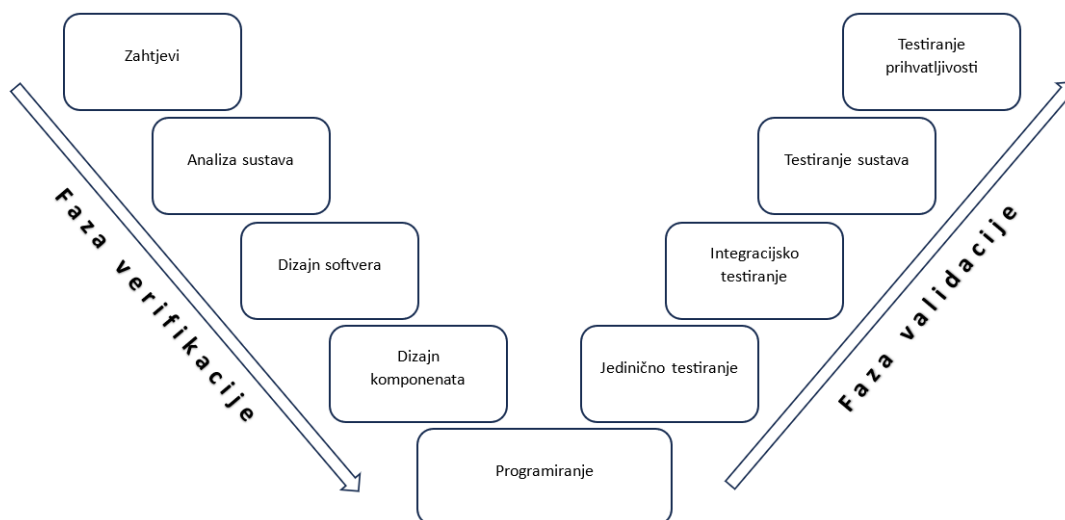 Zahtjevi
Testiranje
prihvatljivosti
Analiza sustava
Testiranje sustava
Dizajn softvera
Integracijsko
testiranje
Dizajn
komponenata
Jedinično testiranje
Programiranje
Faza verifikacije
Faza validacije